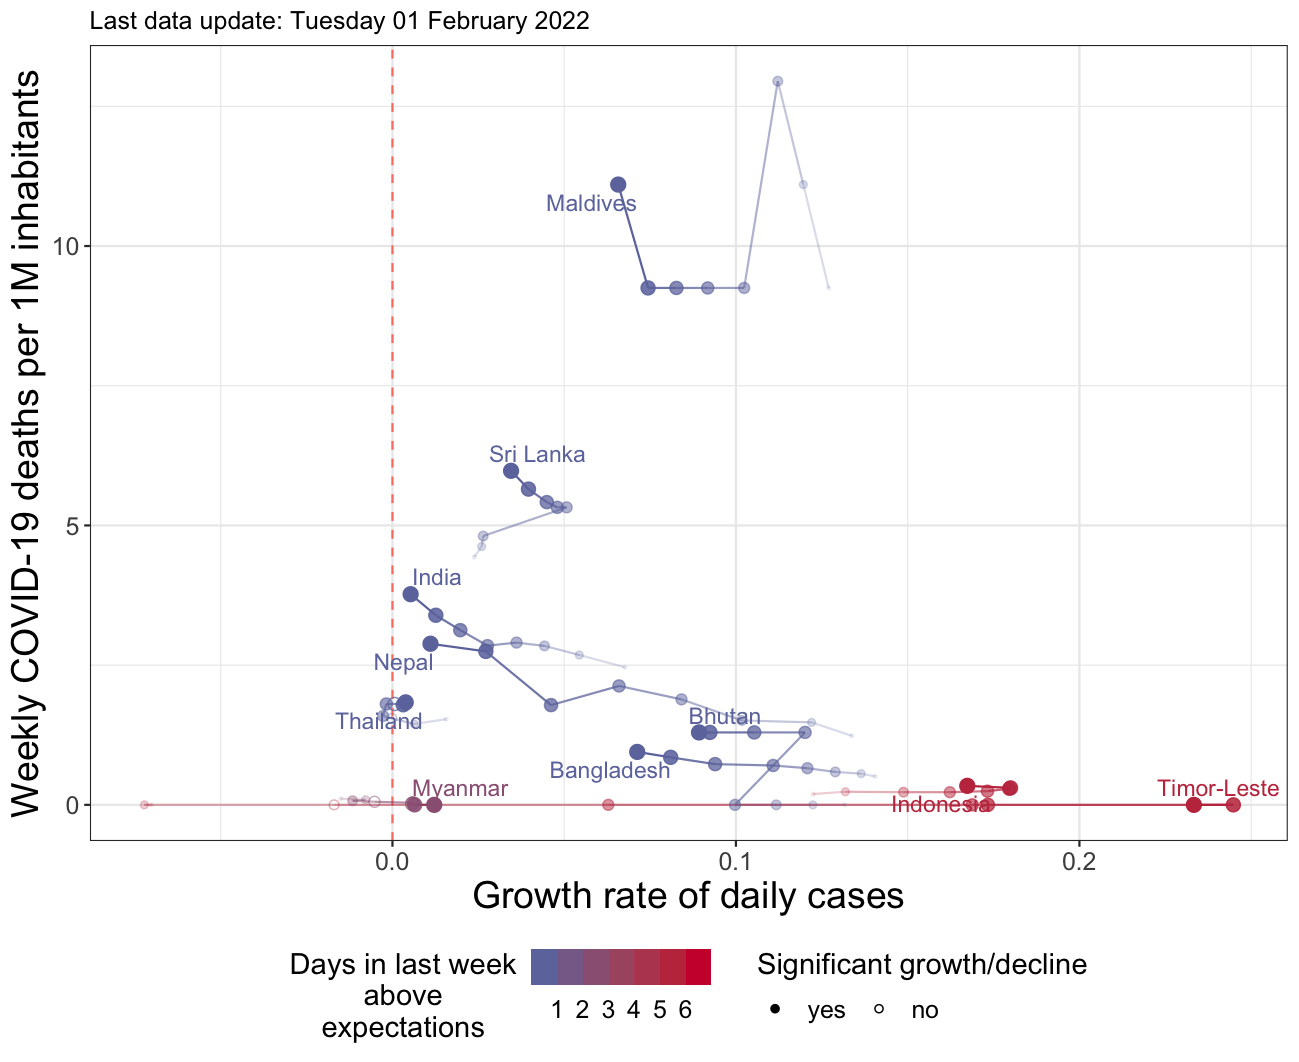 Last data update: Tuesday 01 February 2022
Weekly COVID-19 deaths per 1M inhabitants
10
5
0
Maldives
Sri Lanka
India
Nepal
Thailand
Bhutan
Bangladesh
Myanmar
Indonesia
Timor-Leste
0.0
0.1
0.2
Growth rate of daily cases
Days in last week
above
expectations
1 2 3 4 5 6
Significant growth/decline
yes no